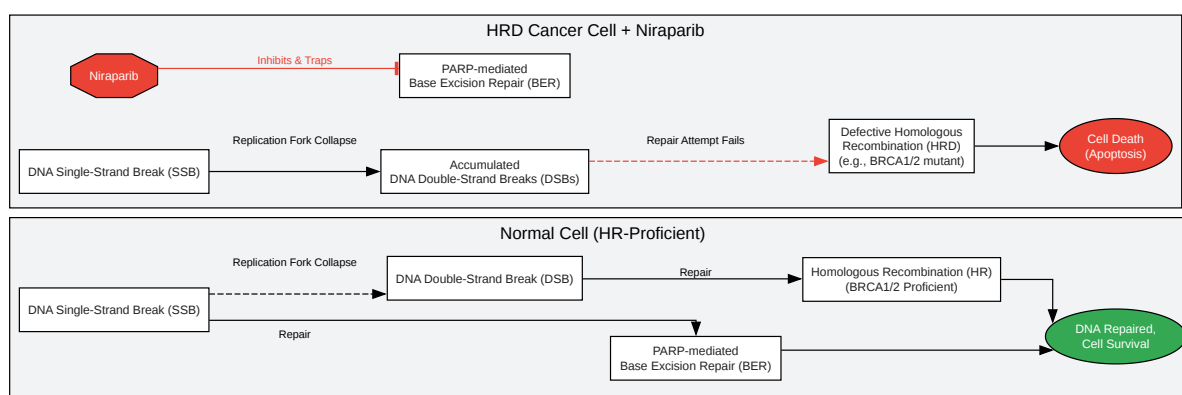 HRD Cancer Cell + Niraparib
Niraparib
Inhibits & Traps
PARP-mediated
Base Excision Repair (BER)
DNA Single-Strand Break (SSB)
Replication Fork Collapse
Accumulated
DNA Double-Strand Breaks (DSBs)
Repair Attempt Fails
Defective Homologous
Recombination (HRD)
(e.g., BRCA1/2 mutant)
Cell Death
(Apoptosis)
Normal Cell (HR-Proficient)
DNA Single-Strand Break (SSB)
Replication Fork Collapse
DNA Double-Strand Break (DSB)
Repair
Homologous Recombination (HR)
(BRCA1/2 Proficient)
Repair
PARP-mediated
Base Excision Repair (BER)
DNA Repaired,
Cell Survival